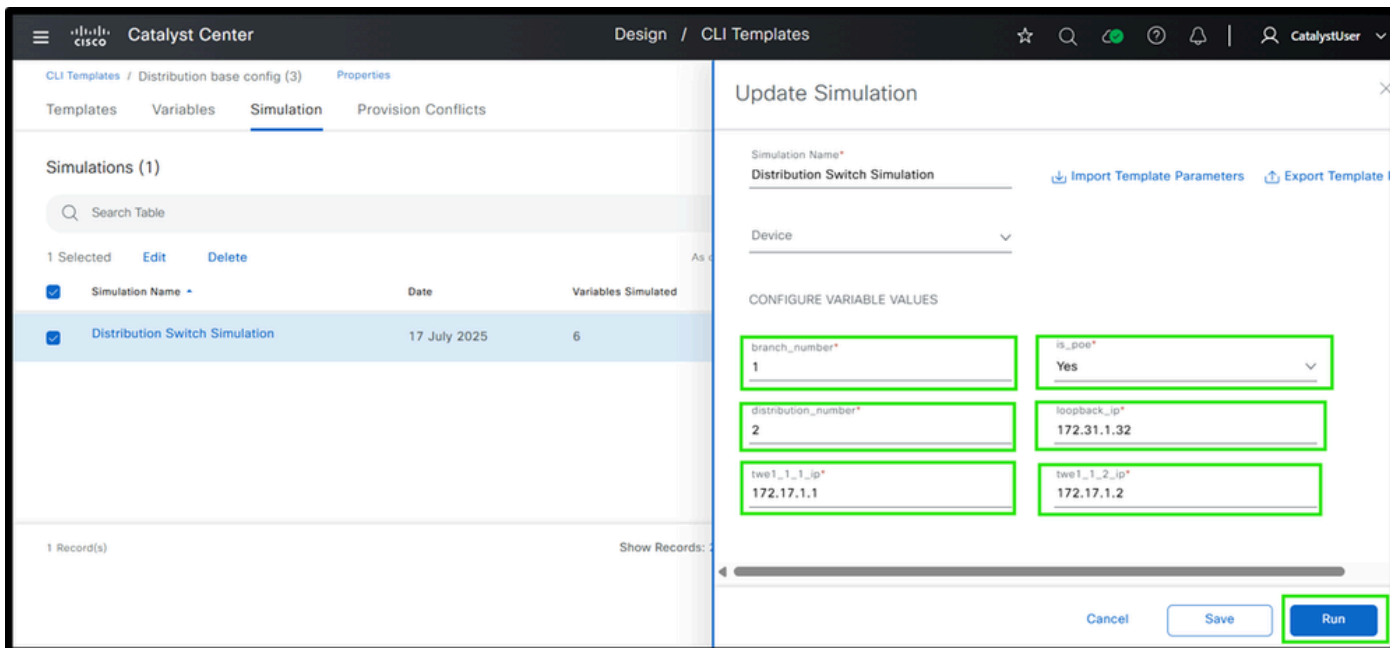 cisco Catalyst Center
Design / CLI Templates
CatalystUser
CLI Templates / Distribution base config (3) Properties
Templates Variables Simulation Provision Conflicts
Simulations (1)
Search Table
1 Selected Edit Delete
As
Simulation Name Date Variables Simulated
Distribution Switch Simulation 17 July 2025 6
1 Record(s)
Show Records:
Update Simulation
Simulation Name*
Distribution Switch Simulation
Import Template Parameters Export Template
Device
CONFIGURE VARIABLE VALUES
branch_number* is_poe*
1 Yes
distribution_number* loopback_ip*
2 172.31.1.32
twe1_1_1_ip* twe1_1_2_ip*
172.17.1.1 172.17.1.2
Cancel Save Run